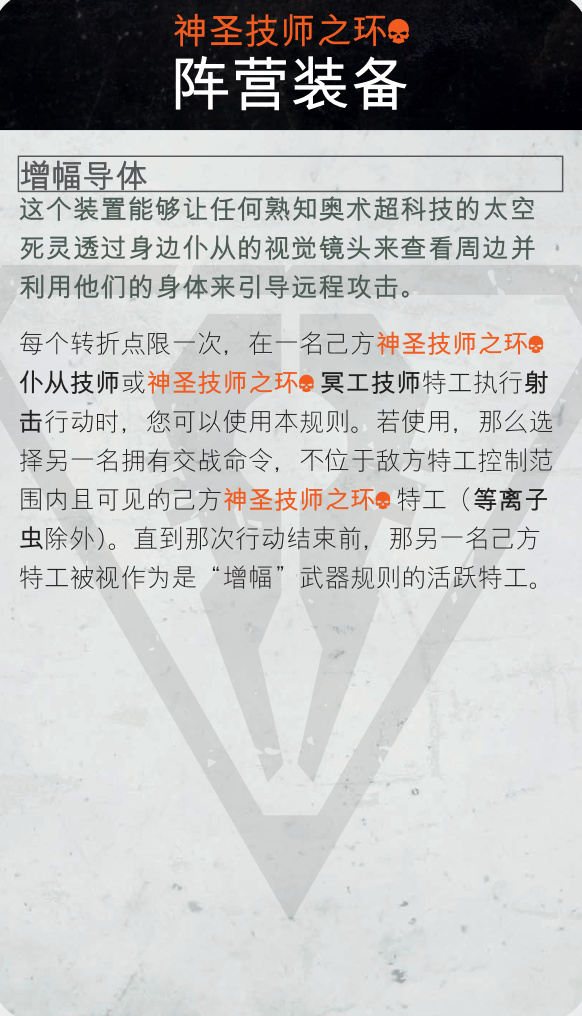 神圣技师之环
阵营装备
增幅导体
这个装置能够让任何熟知奥术超科技的太空
死灵透过身边仆从的视觉镜头来查看周边并
利用他们的身体来引导远程攻击。
每个转折点限一次，在一名己方神圣技师之环
仆从技师或神圣技师之环 冥工技师特工执行射
击行动时，您可以使用本规则。若使用，那么选
择另一名拥有交战命令，不位于敌方特工控制范
围内且可见的己方神圣技师之环 特工（等离子
虫除外）。直到那次行动结束前，那另一名己方
特工被视作为是“增幅”武器规则的活跃特工。